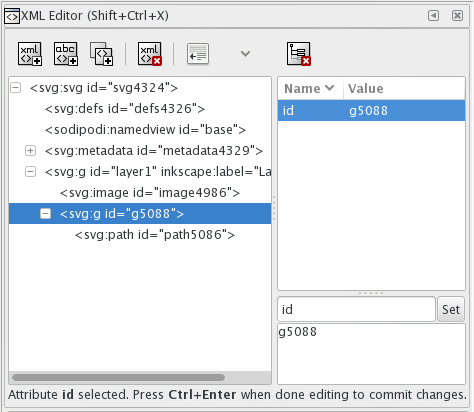 XML Editor (Shift+Ctrl+X)
xml abc xml
<svg:svg id="svg4324">
<svg:defs id="defs4326">
<sodipodi:namedview id="base">
<svg:metadata id="metadata4329">
<svg:g id="layer1" inkscape:label="La
<svg:image id="image4986">
<svg:g id="g5088">
<svg:path id="path5086">
Name Value
id g5088
id Set
g5088
Attribute id selected. Press Ctrl+Enter when done editing to commit changes.